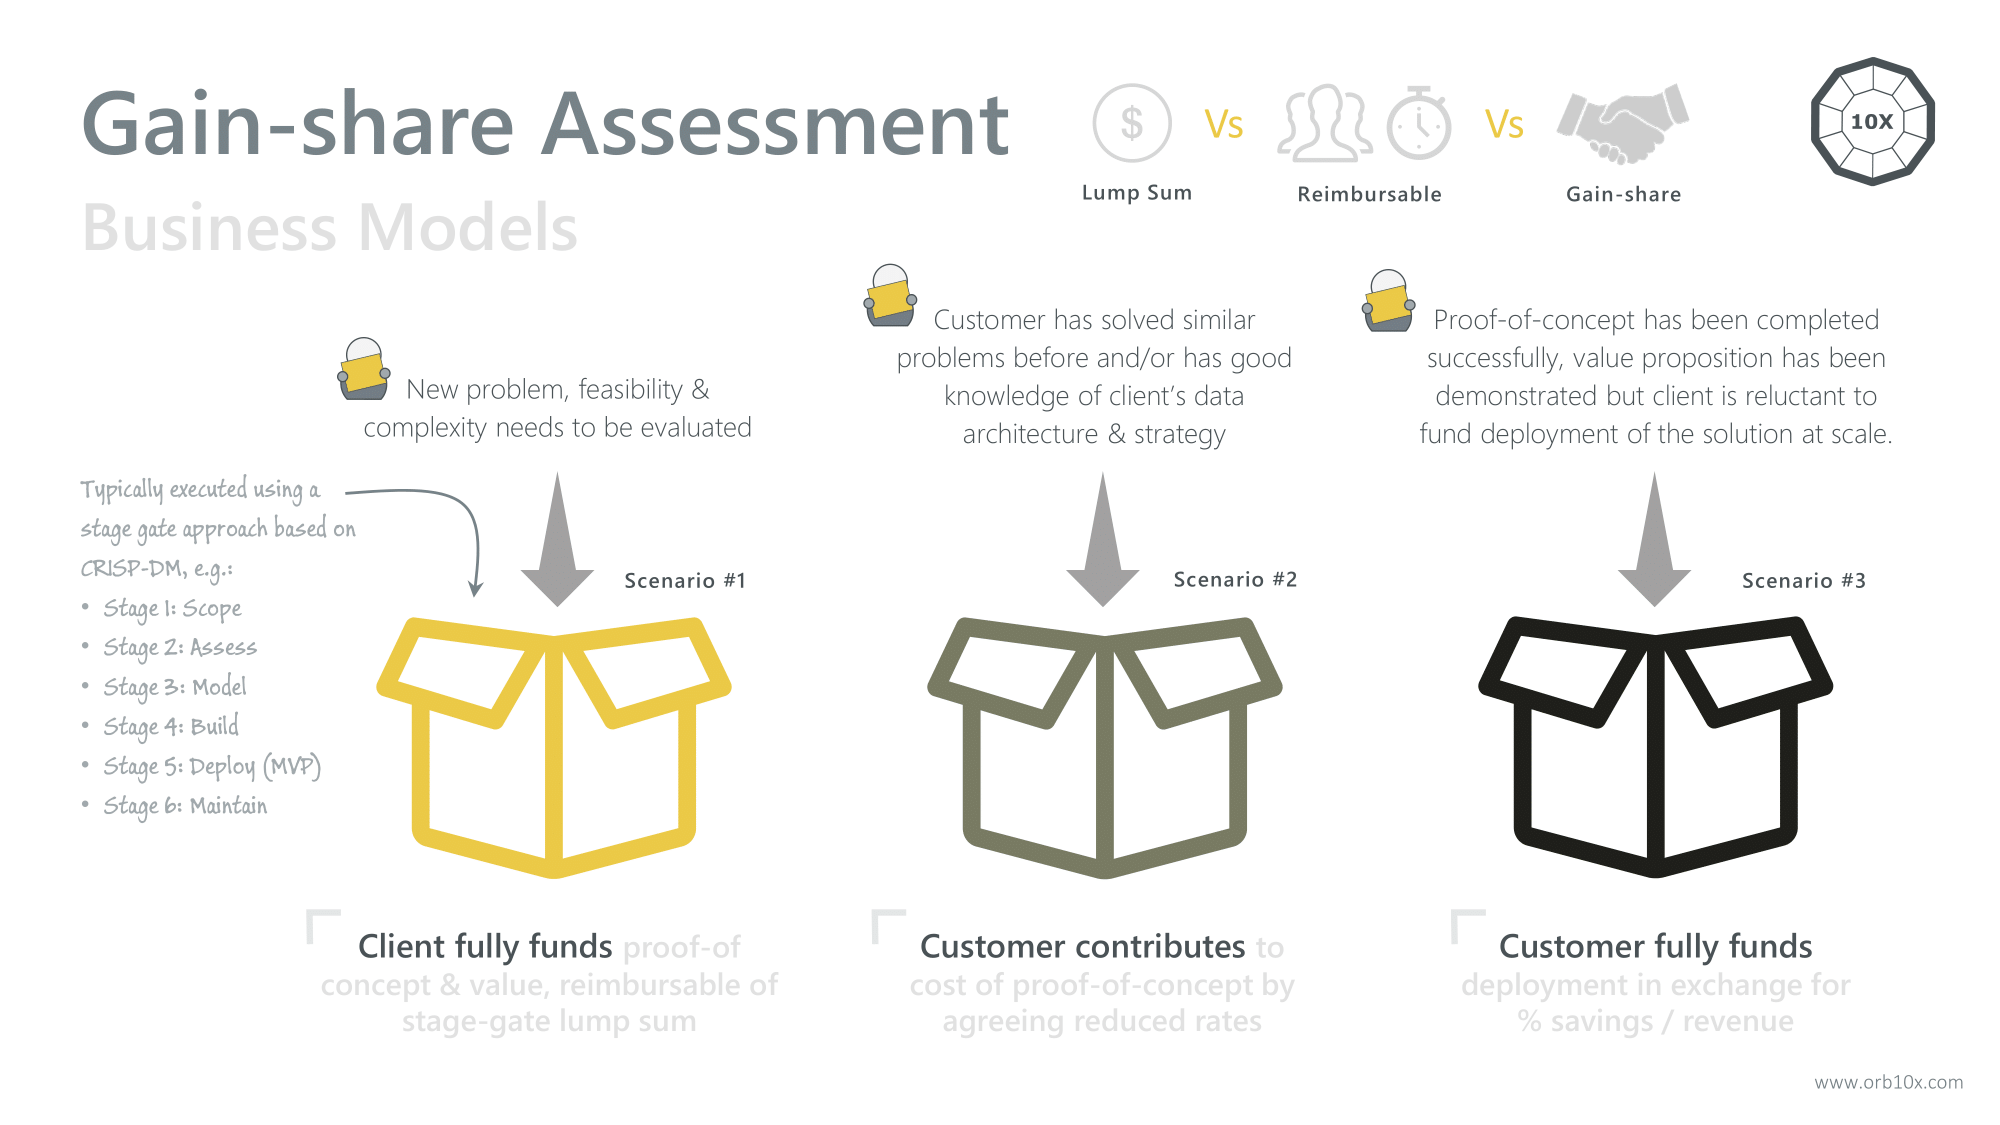 Gain-share Assessment
Business Models
$
Vs
Vs
Lump Sum
Reimbursable
Gain-share
10X
New problem, feasibility &
complexity needs to be evaluated
Customer has solved similar
problems before and/or has good
knowledge of client's data
architecture & strategy
Proof-of-concept has been completed
successfully, value proposition has been
demonstrated but client is reluctant to
fund deployment of the solution at scale.
Typically executed using a
stage gate approach based on
CRISP-DM, e.g.:
• Stage 1: Scope
• Stage 2: Assess
• Stage 3: Model
• Stage 4: Build
• Stage 5: Deploy (MVP)
• Stage 6: Maintain
Scenario #1
Scenario #2
Scenario #3
Client fully funds proof-of
concept & value, reimbursable of
stage-gate lump sum
Customer contributes to
cost of proof-of-concept by
agreeing reduced rates
Customer fully funds
deployment in exchange for
% savings / revenue
www.orb10x.com